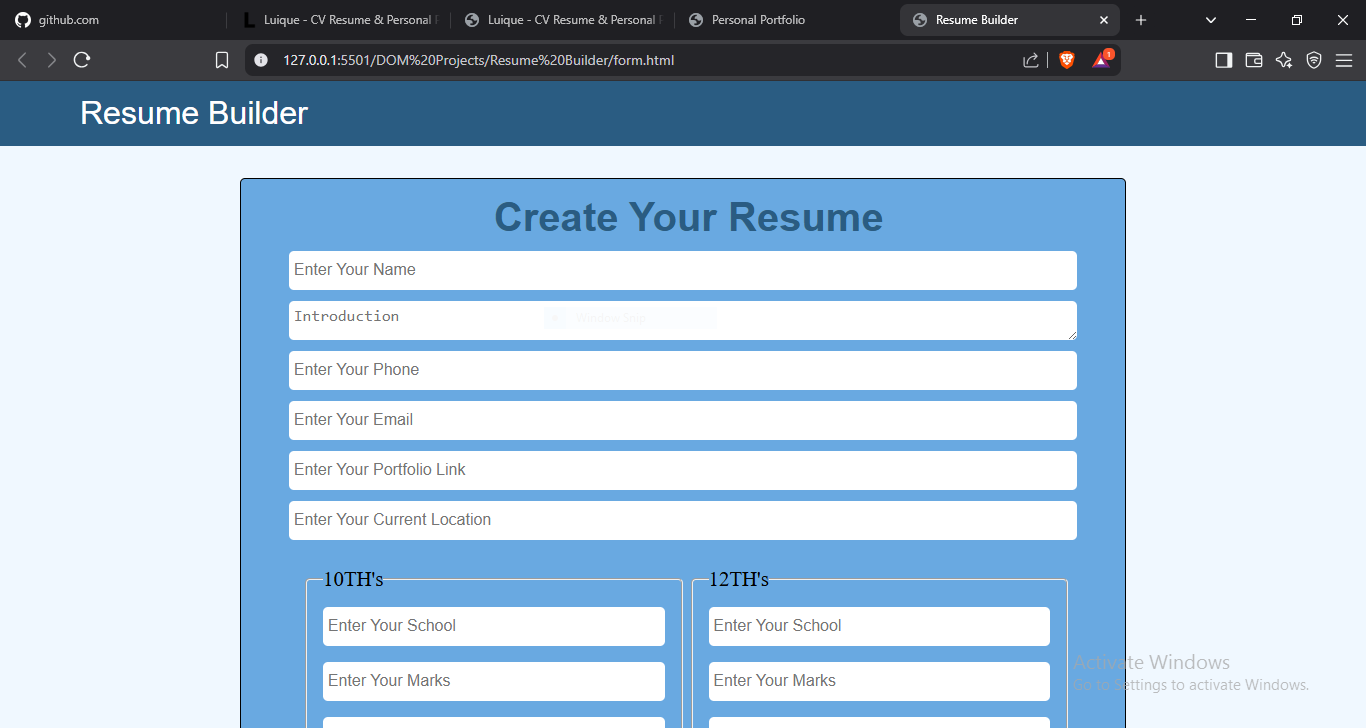 github.com
Luique - CV Resume & Personal
Luique - CV Resume & Personal
Personal Portfolio
Resume Builder
127.0.0.1:5501/DOM%20Projects/Resume%20Builder/form.html
1
Resume Builder
Create Your Resume
Enter Your Name
Introduction
Window Snip
Enter Your Phone
Enter Your Email
Enter Your Portfolio Link
Enter Your Current Location
10TH's 12TH's
Enter Your School Enter Your School
Enter Your Marks Enter Your Marks
Activate Windows
Go to Settings to activate Windows.